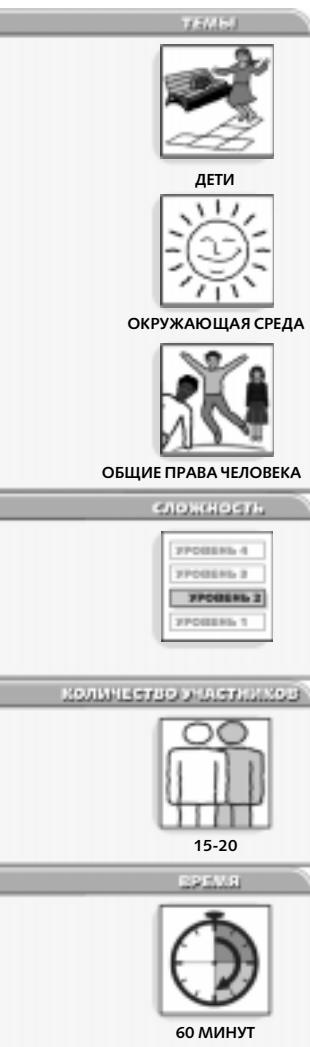 ТЕМЫ
ДЕТИ
ОКРУЖАЮЩАЯ СРЕДА
ОБЩИЕ ПРАВА ЧЕЛОВЕКА
СЛОЖНОСТЬ
УРОВЕНЬ 4
УРОВЕНЬ 3
УРОВЕНЬ 2
УРОВЕНЬ 1
КОЛИЧЕСТВО УЧАСТНИКОВ
15-20
ВРЕМЯ
60 МИНУТ